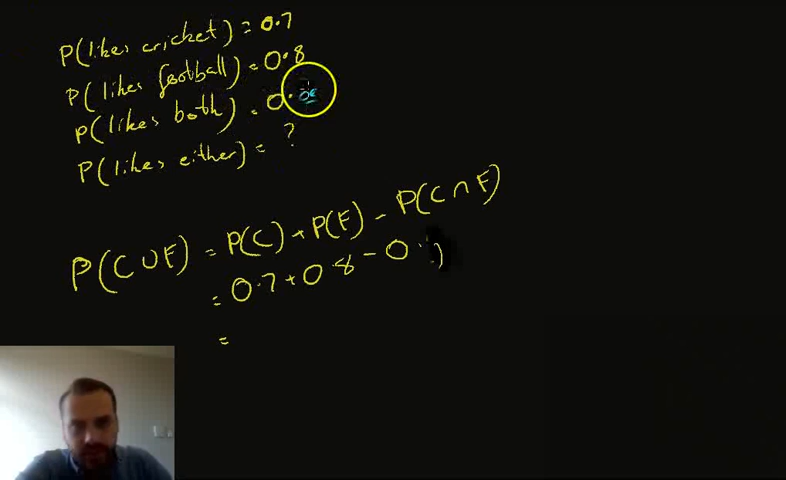 P(likes cricket) = 0.7
P(likes football) = 0.8
P(likes both) = 0.
P(likes either) = ?
P(C∪F) = P(C) + P(F) - P(C∩F)
= 0.7 + 0.8 - 0.
=